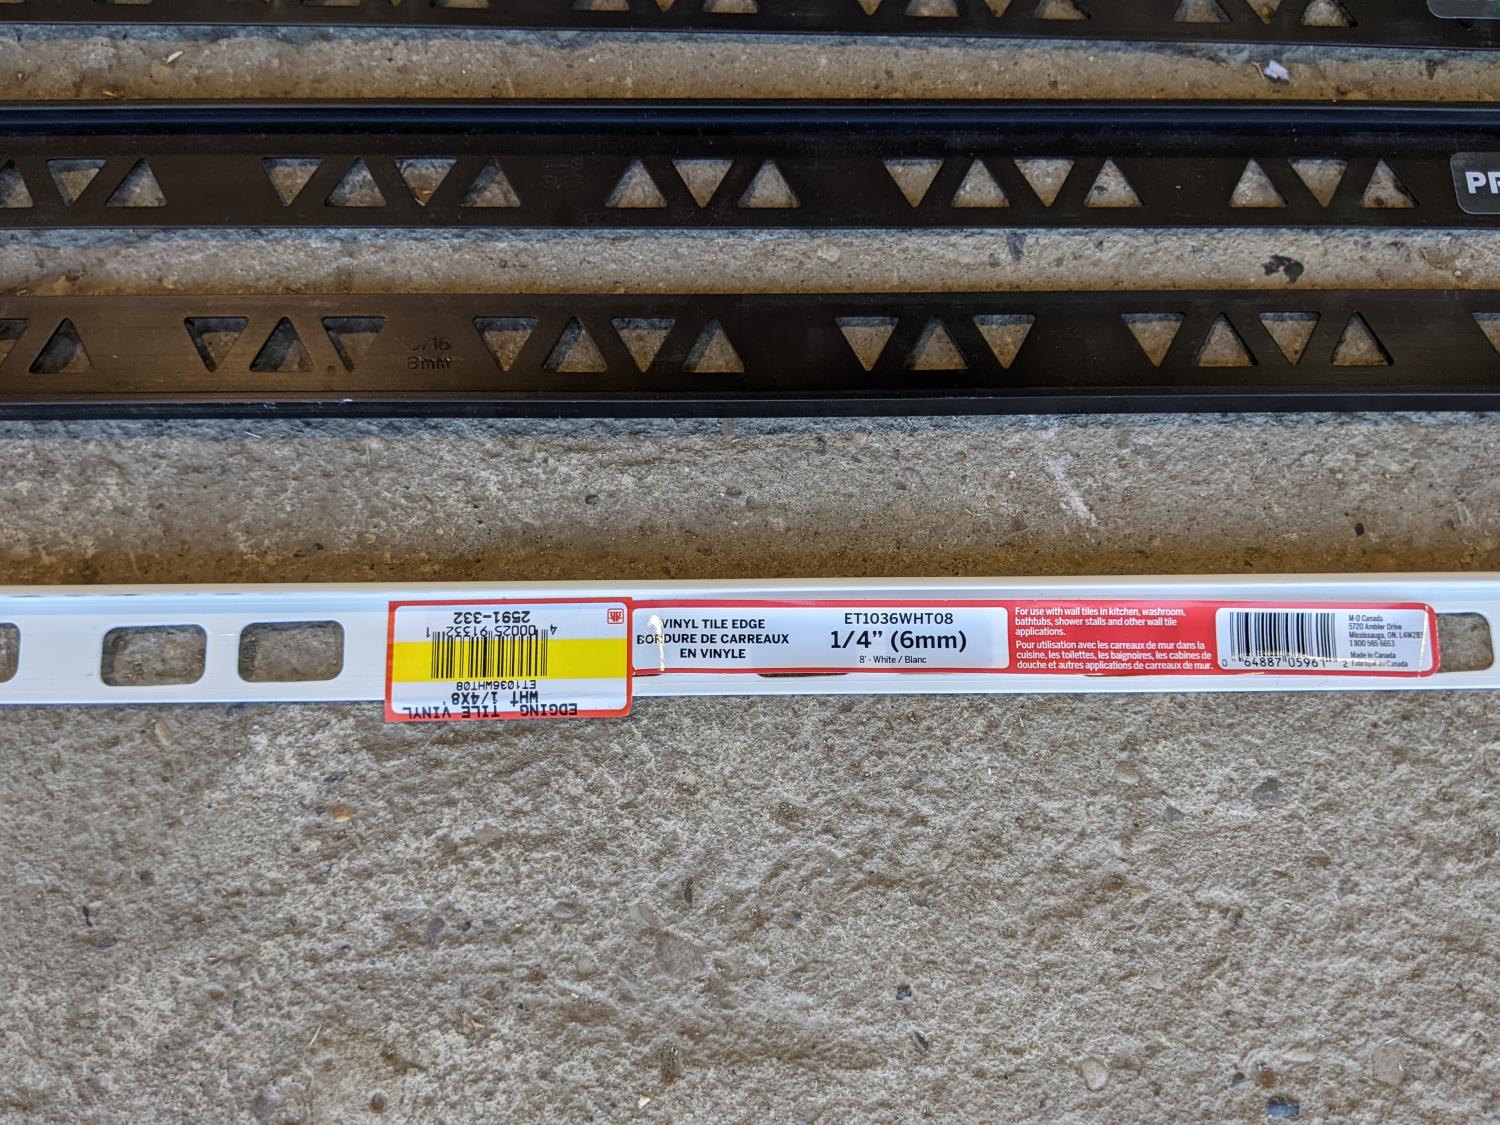 PR
5/16
8mm
2591-332
00025 91332
4
1
ET1036WHT08
WHT 1/4X8'
EDGING TILE VINYL
VINYL TILE EDGE
BORDURE DE CARREAUX
EN VINYLE
ET1036WHT08
1/4” (6mm)
8' - White / Blanc
For use with wall tiles in kitchen, washroom,
bathtubs, shower stalls and other wall tile
applications.
Pour utilisation avec les carreaux de mur dans la
cuisine, les toilettes, les baignoires, les cabines de
douche et autres applications de carreaux de mur.
0 64887 05961 2
M-D Canada
5720 Ambler Drive
Mississauga, ON, L4W2B1
1 800 565 6653
Made in Canada
Fabriqué au Canada